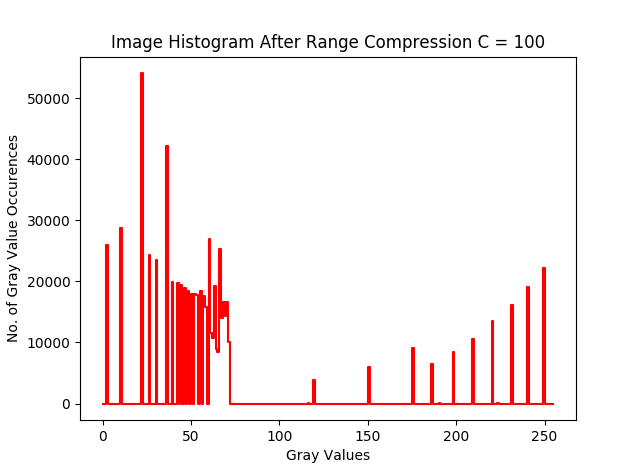 Image Histogram After Range Compression C = 100
No. of Gray Value Occurences
50000
40000
30000
20000
10000
0
0 50 100 150 200 250
Gray Values